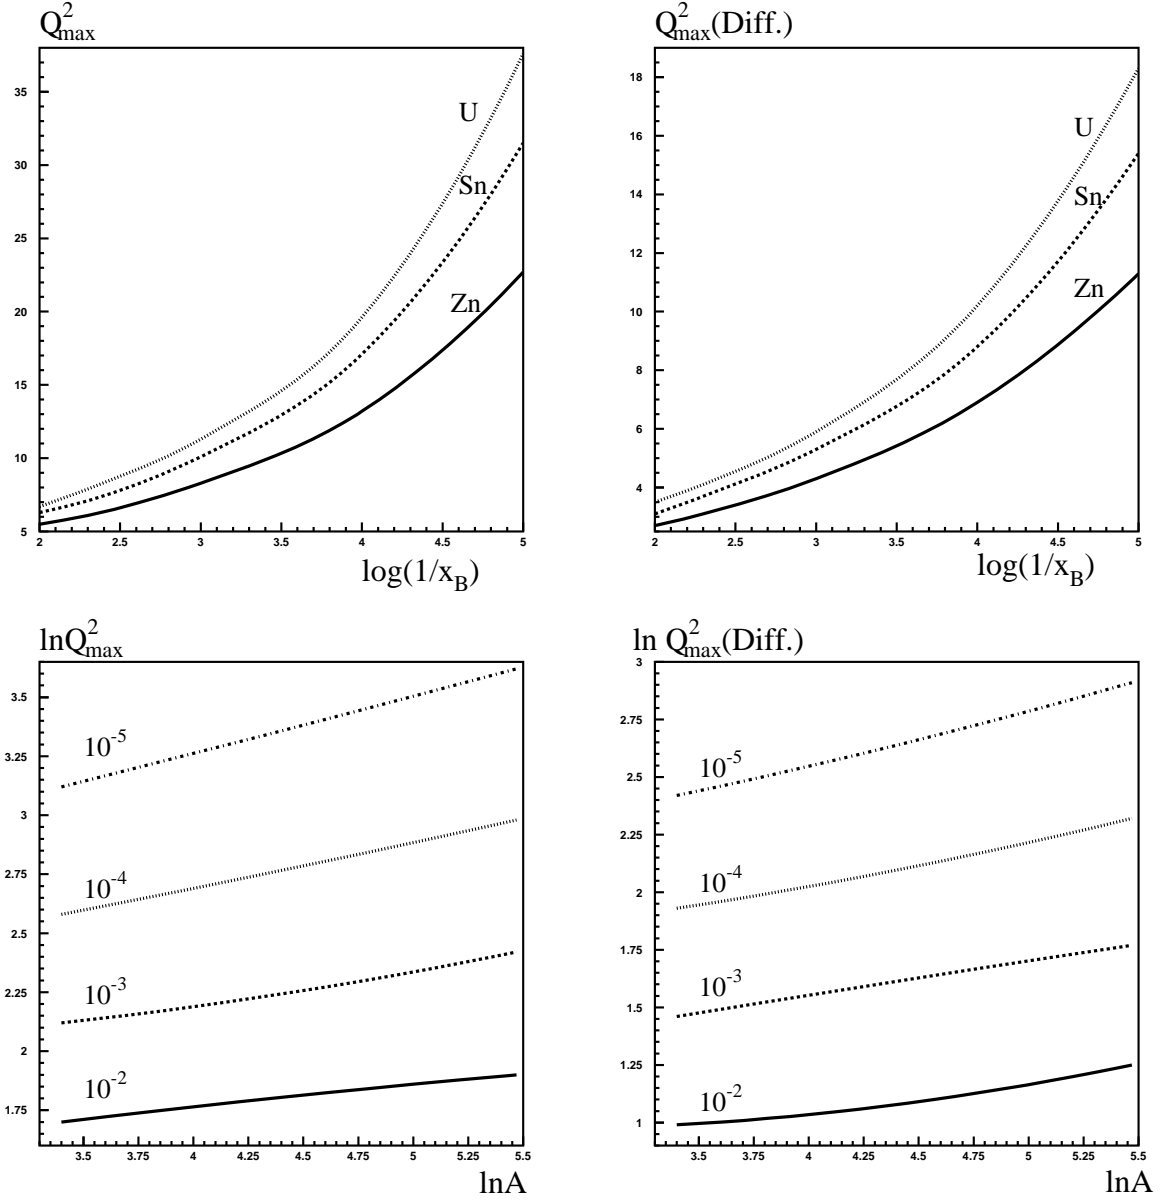 Q²max
35
30
25
20
15
10
5
U
Sn
Zn
2 2.5 3 3.5 4 4.5 5
log(1/x_B)
Q²max(Diff.)
18
16
14
12
10
8
6
4
U
Sn
Zn
2 2.5 3 3.5 4 4.5 5
log(1/x_B)
lnQ²max
3.5
3.25
3
2.75
2.5
2.25
2
1.75
10⁻⁵
10⁻⁴
10⁻³
10⁻²
3.5 3.75 4 4.25 4.5 4.75 5 5.25 5.5
lnA
ln Q²max(Diff.)
3
2.75
2.5
2.25
2
1.75
1.5
1.25
1
10⁻⁵
10⁻⁴
10⁻³
10⁻²
3.5 3.75 4 4.25 4.5 4.75 5 5.25 5.5
lnA